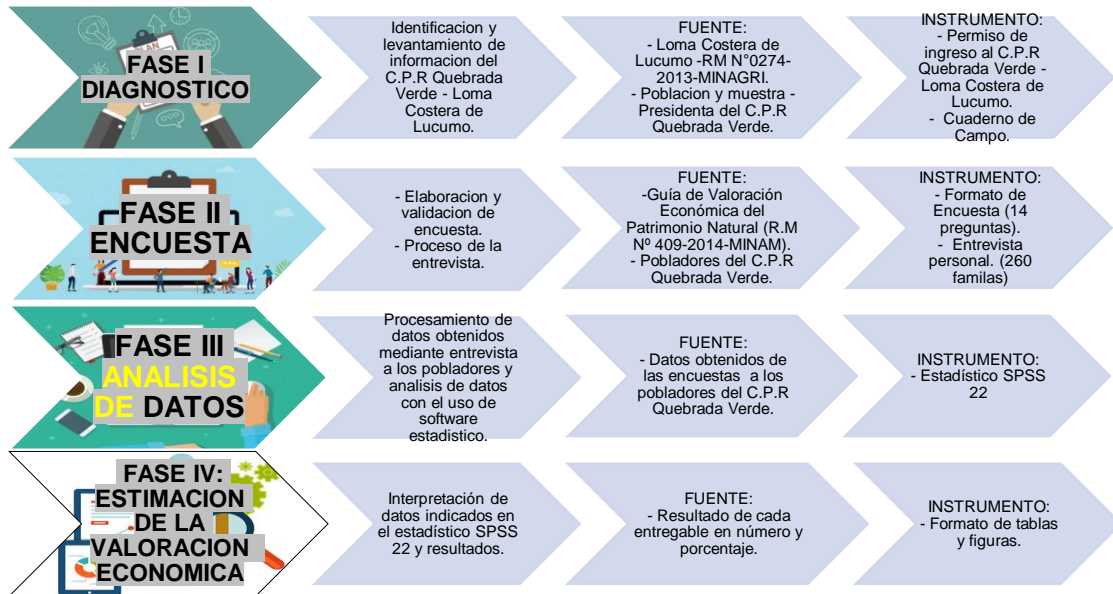 FASE I
DIAGNOSTICO
Identificacion y
levantamiento de
informacion del
C.P.R Quebrada
Verde - Loma
Costera de
Lucumo.
FUENTE:
- Loma Costera de
Lucumo -RM N°0274-
2013-MINAGRI.
- Poblacion y muestra -
Presidenta del C.P.R
Quebrada Verde.
INSTRUMENTO:
- Permiso de
ingreso al C.P.R
Quebrada Verde -
Loma Costera de
Lucumo.
- Cuaderno de
Campo.
FASE II
ENCUESTA
- Elaboracion y
validacion de
encuesta.
- Proceso de la
entrevista.
FUENTE:
-Guía de Valoración
Económica del
Patrimonio Natural (R.M
Nº 409-2014-MINAM).
- Pobladores del C.P.R
Quebrada Verde.
INSTRUMENTO:
- Formato de
Encuesta (14
preguntas).
- Entrevista
personal. (260
familas)
FASE III
ANALISIS
DE DATOS
Procesamiento de
datos obtenidos
mediante entrevista
a los pobladores y
analisis de datos
con el uso de
software
estadistico.
FUENTE:
- Datos obtenidos de
las encuestas a los
pobladores del C.P.R
Quebrada Verde.
INSTRUMENTO:
- Estadístico SPSS
22
FASE IV:
ESTIMACION
DE LA
VALORACION
ECONOMICA
Interpretación de
datos indicados en
el estadístico SPSS
22 y resultados.
FUENTE:
- Resultado de cada
entregable en número y
porcentaje.
INSTRUMENTO:
- Formato de tablas
y figuras.